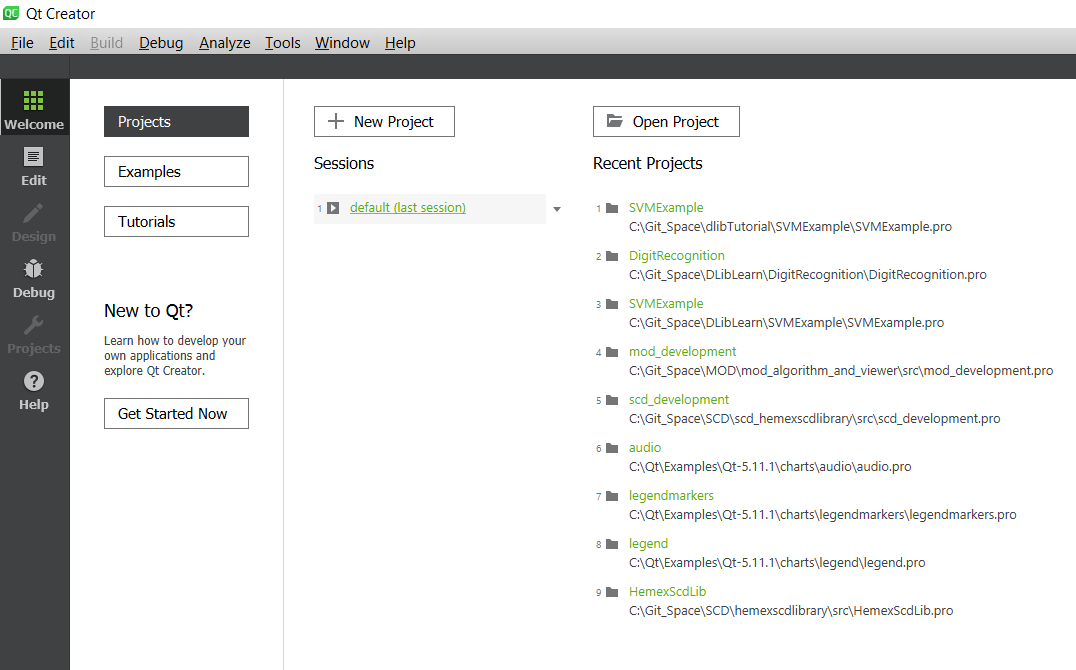 QC Qt Creator
File Edit Build Debug Analyze Tools Window Help
Welcome
Edit
Design
Debug
Projects
? Help
Projects
Examples
Tutorials
New to Qt?
Learn how to develop your
own applications and
explore Qt Creator.
Get Started Now
New Project
Sessions
1 default (last session)
Open Project
Recent Projects
1 SVMExample
C:\Git_Space\dlibTutorial\SVMExample\SVMExample.pro
2 DigitRecognition
C:\Git_Space\DLibLearn\DigitRecognition\DigitRecognition.pro
3 SVMExample
C:\Git_Space\DLibLearn\SVMExample\SVMExample.pro
4 mod_development
C:\Git_Space\MOD\mod_algorithm_and_viewer\src\mod_development.pro
5 scd_development
C:\Git_Space\SCD\scd_hemexscdlibrary\src\scd_development.pro
6 audio
C:\Qt\Examples\Qt-5.11.1\charts\audio\audio.pro
7 legendmarkers
C:\Qt\Examples\Qt-5.11.1\charts\legendmarkers\legendmarkers.pro
8 legend
C:\Qt\Examples\Qt-5.11.1\charts\legend\legend.pro
9 HemexScdLib
C:\Git_Space\SCD\hemexscdlibrary\src\HemexScdLib.pro